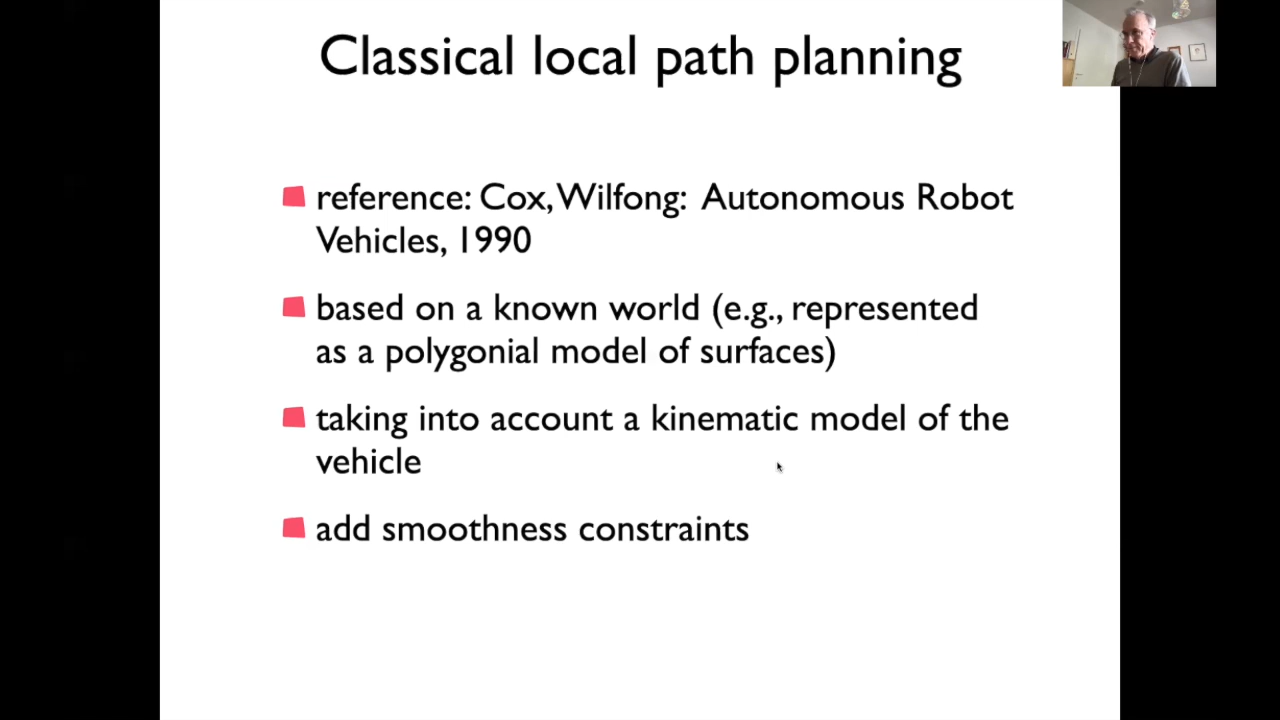 Classical local path planning
reference: Cox, Wilfong: Autonomous Robot
Vehicles, 1990
based on a known world (e.g., represented
as a polygonial model of surfaces)
taking into account a kinematic model of the
vehicle
add smoothness constraints